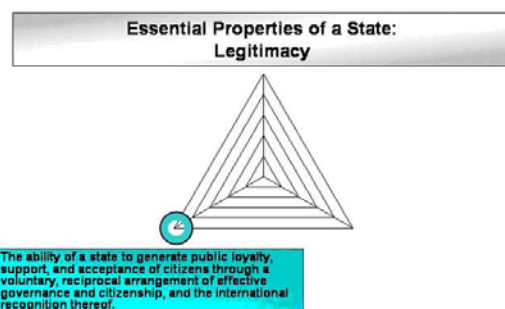 Essential Properties of a State:
Legitimacy
The ability of a state to generate public loyalty,
support, and acceptance of citizens through a
voluntary, reciprocal arrangement of effective
governance and citizenship, and the international
recognition thereof.